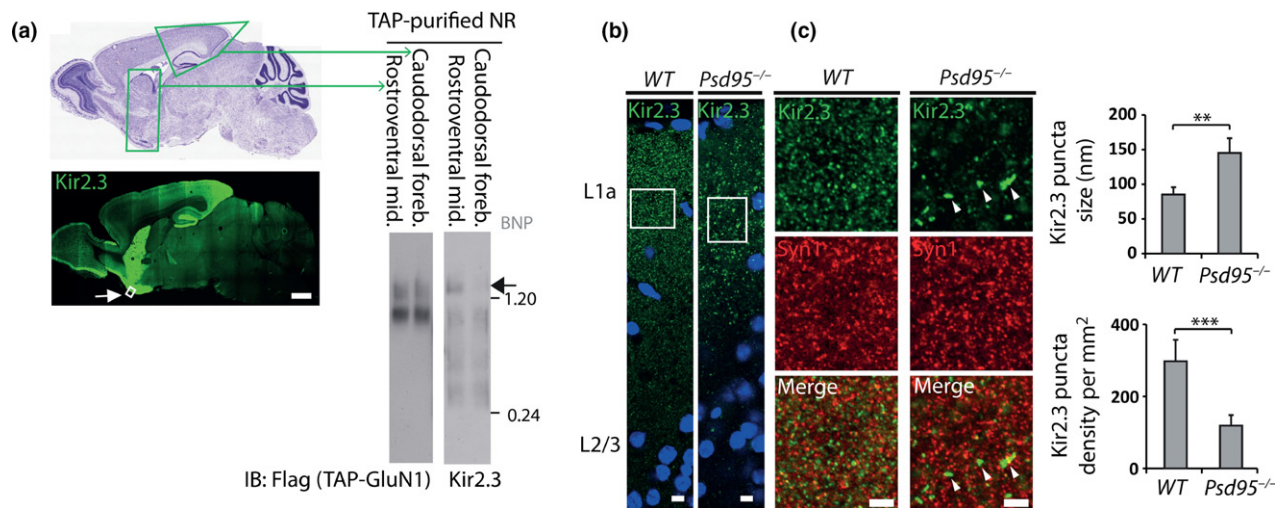 (a)
TAP-purified NR
Rostroventral mid.
Caudodorsal foreb.
Rostroventral mid.
Caudodorsal foreb.
Kir2.3
BNP
1.20
0.24
IB: Flag (TAP-GluN1) Kir2.3
(b)
WT Psd95–/–
Kir2.3 Kir2.3
L1a
L2/3
(c)
WT Psd95–/–
Kir2.3 Kir2.3
Syn1 Syn1
Merge Merge
Kir2.3 puncta
size (nm)
200
150
100
50
0
**
WT Psd95–/–
Kir2.3 puncta
density per mm2
400
200
0
***
WT Psd95–/–